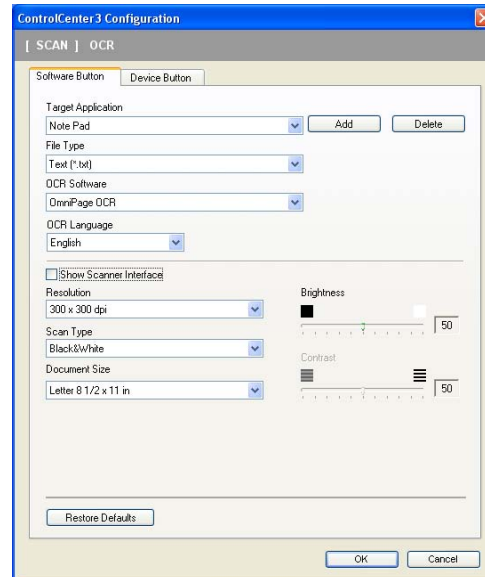 ControlCenter3 Configuration
[ SCAN ] OCR
Software Button Device Button
Target Application
Note Pad Add Delete
File Type
Text (*.txt)
OCR Software
OmniPage OCR
OCR Language
English
Show Scanner Interface
Resolution Brightness
300 x 300 dpi
50
Scan Type
Black&White
Contrast
Document Size
Letter 8 1/2 x 11 in 50
Restore Defaults
OK Cancel